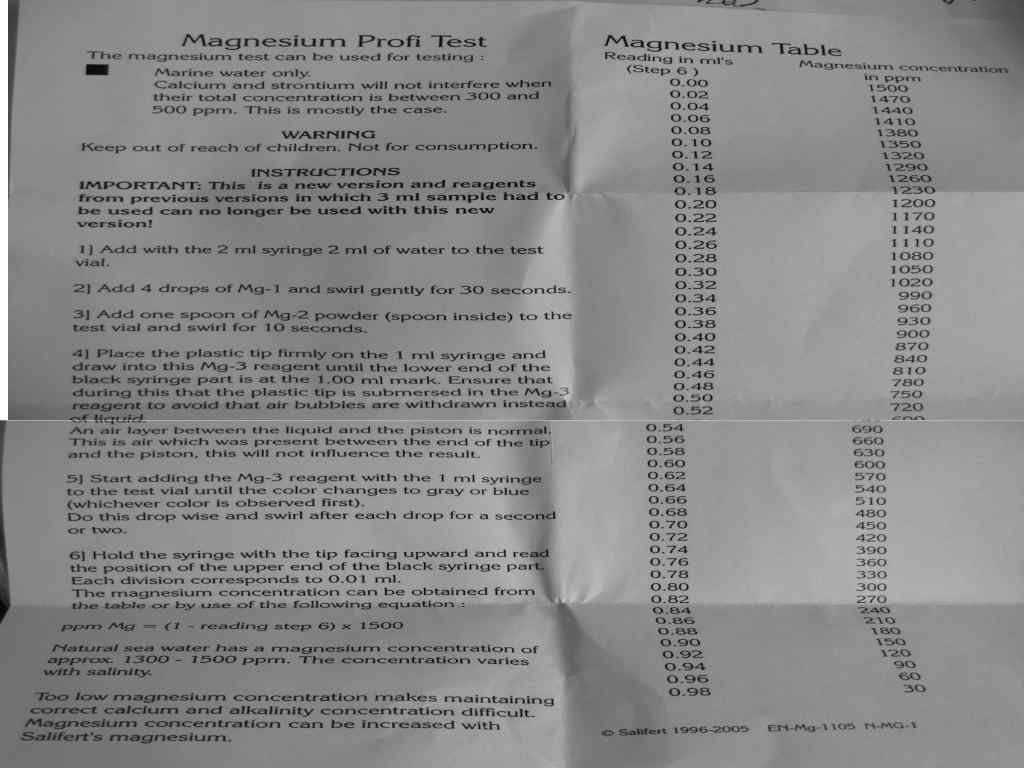 Magnesium Profi Test
The magnesium test can be used for testing :
Marine water only.
Calcium and strontium will not interfere when
their total concentration is between 300 and
500 ppm. This is mostly the case.
WARNING
Keep out of reach of children. Not for consumption.
INSTRUCTIONS
IMPORTANT: This is a new version and reagents
from previous versions in which 3 ml sample had to
be used can no longer be used with this new
version!
1] Add with the 2 ml syringe 2 ml of water to the test
vial.
2] Add 4 drops of Mg-1 and swirl gently for 30 seconds.
3] Add one spoon of Mg-2 powder (spoon inside) to the
test vial and swirl for 10 seconds.
4] Place the plastic tip firmly on the 1 ml syringe and
draw into this Mg-3 reagent until the lower end of the
black syringe part is at the 1.00 ml mark. Ensure that
during this that the plastic tip is submersed in the Mg-3
reagent to avoid that air bubbles are withdrawn instead
of liquid.
An air layer between the liquid and the piston is normal.
This is air which was present between the end of the tip
and the piston, this will not influence the result.
5] Start adding the Mg-3 reagent with the 1 ml syringe
to the test vial until the color changes to gray or blue
(whichever color is observed first).
Do this drop wise and swirl after each drop for a second
or two.
6] Hold the syringe with the tip facing upward and read
the position of the upper end of the black syringe part.
Each division corresponds to 0.01 ml.
The magnesium concentration can be obtained from
the table or by use of the following equation :
ppm Mg = (1 - reading step 6) x 1500
Natural sea water has a magnesium concentration of
approx. 1300 - 1500 ppm. The concentration varies
with salinity.
Too low magnesium concentration makes maintaining
correct calcium and alkalinity concentration difficult.
Magnesium concentration can be increased with
Salifert's magnesium.
Magnesium Table
Reading in ml's Magnesium concentration
(Step 6 ) in ppm
0.00 1500
0.02 1470
0.04 1440
0.06 1410
0.08 1380
0.10 1350
0.12 1320
0.14 1290
0.16 1260
0.18 1230
0.20 1200
0.22 1170
0.24 1140
0.26 1110
0.28 1080
0.30 1050
0.32 1020
0.34 990
0.36 960
0.38 930
0.40 900
0.42 870
0.44 840
0.46 810
0.48 780
0.50 750
0.52 720
0.54 690
0.56 660
0.58 630
0.60 600
0.62 570
0.64 540
0.66 510
0.68 480
0.70 450
0.72 420
0.74 390
0.76 360
0.78 330
0.80 300
0.82 270
0.84 240
0.86 210
0.88 180
0.90 150
0.92 120
0.94 90
0.96 60
0.98 30
© Salifert 1996-2005 EN-Mg-1105 N-MG-1